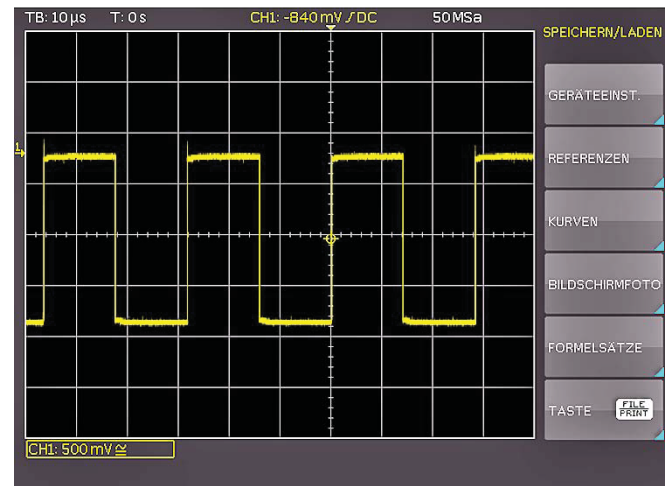 TB: 10 µs T: 0 s CH1: -840 mV ⌠ DC 50 MSa
SPEICHERN/LADEN
GERÄTEEINST.
1
REFERENZEN
KURVEN
BILDSCHIRMFOTO
FORMELSÄTZE
TASTE FILE
PRINT
CH1: 500 mV ≅